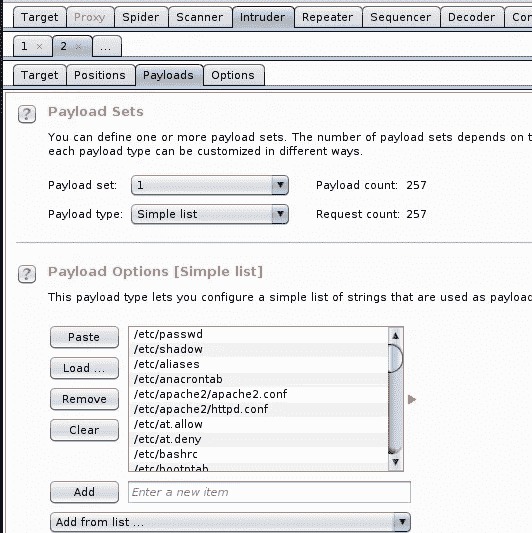 Target Proxy Spider Scanner Intruder Repeater Sequencer Decoder
1 × 2 × ...
Target Positions Payloads Options
? Payload Sets
You can define one or more payload sets. The number of payload sets depends on
each payload type can be customized in different ways.
Payload set: 1 Payload count: 257
Payload type: Simple list Request count: 257
? Payload Options [Simple list]
This payload type lets you configure a simple list of strings that are used as payload
Paste
Load ...
Remove
Clear
/etc/passwd
/etc/shadow
/etc/aliases
/etc/anacrontab
/etc/apache2/apache2.conf
/etc/apache2/httpd.conf
/etc/at.allow
/etc/at.deny
/etc/bashrc
/etc/bootptab
Add Enter a new item
Add from list ...